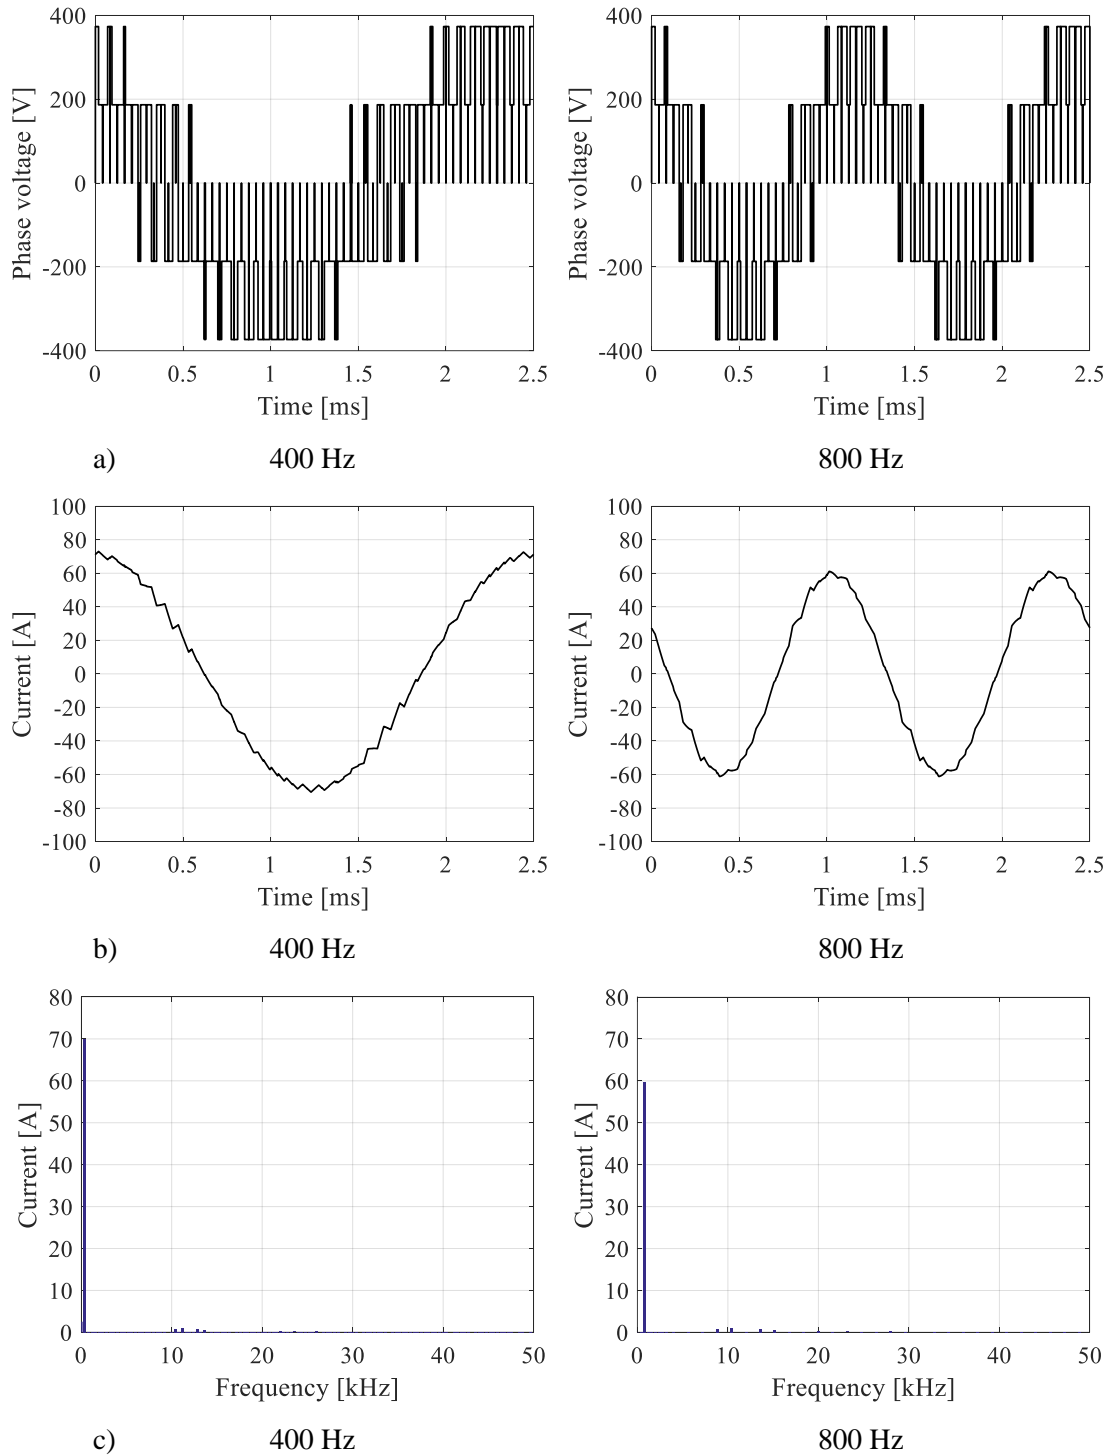 400
200
0
-200
-400
Phase voltage [V]
0 0.5 1 1.5 2 2.5
Time [ms]
400
200
0
-200
-400
Phase voltage [V]
0 0.5 1 1.5 2 2.5
Time [ms]
a) 400 Hz 800 Hz
100
80
60
40
20
0
-20
-40
-60
-80
-100
Current [A]
0 0.5 1 1.5 2 2.5
Time [ms]
100
80
60
40
20
0
-20
-40
-60
-80
-100
Current [A]
0 0.5 1 1.5 2 2.5
Time [ms]
b) 400 Hz 800 Hz
80
70
60
50
40
30
20
10
0
Current [A]
0 10 20 30 40 50
Frequency [kHz]
80
70
60
50
40
30
20
10
0
Current [A]
0 10 20 30 40 50
Frequency [kHz]
c) 400 Hz 800 Hz